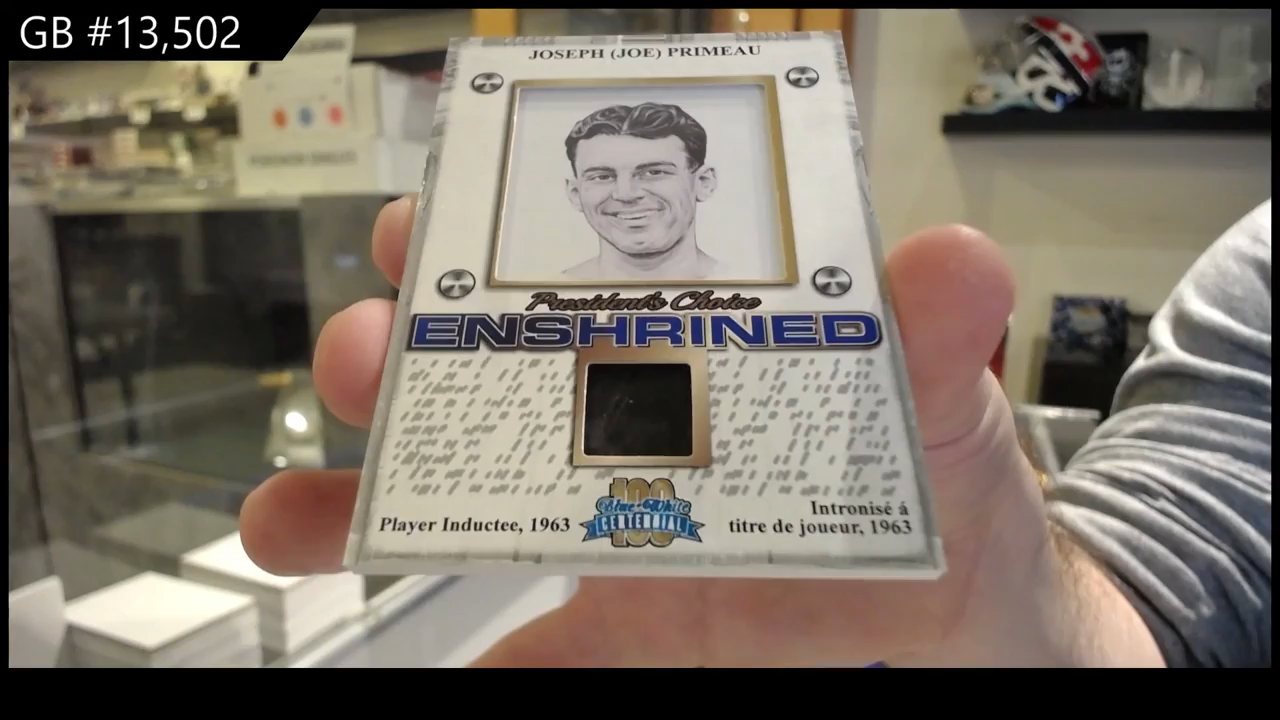 GB #13,502
JOSEPH (JOE) PRIMEAU
President's Choice
ENSHRINED
100
Blue & White
CENTENNIAL
Player Inductee, 1963
Intronisé á
titre de joueur, 1963